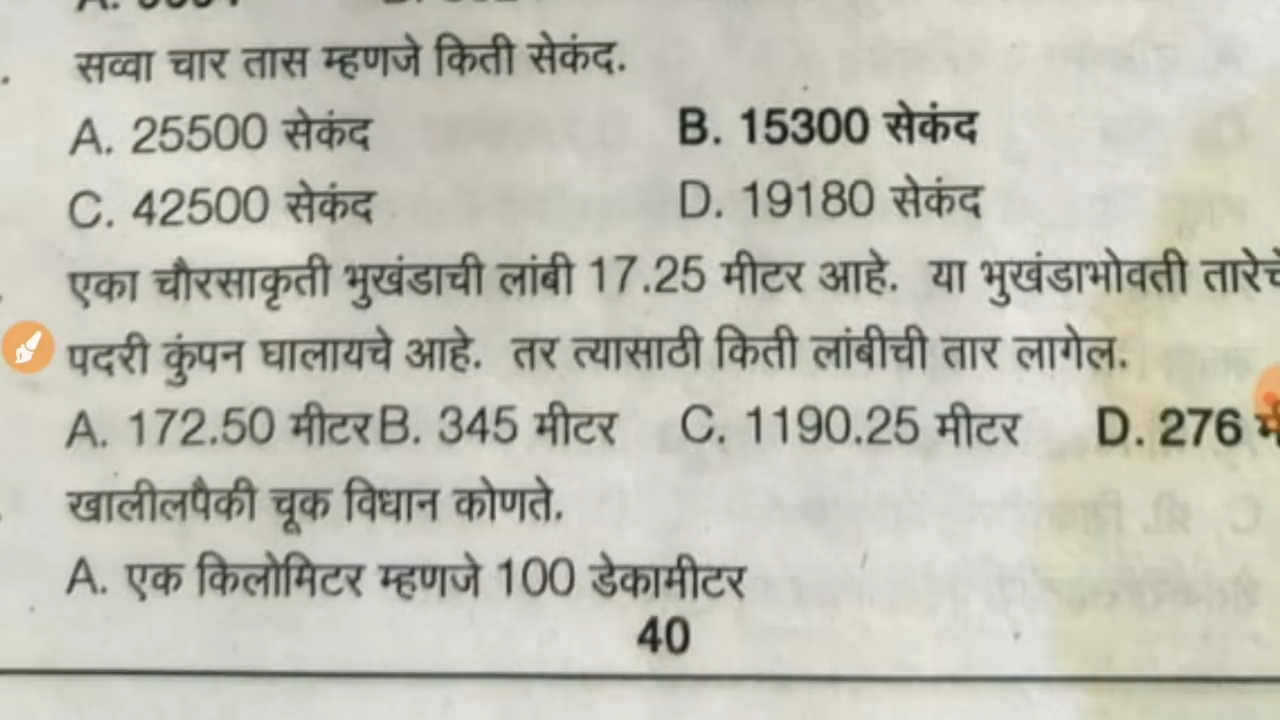 सव्वा चार तास म्हणजे किती सेकंद.
A. 25500 सेकंद B. 15300 सेकंद
C. 42500 सेकंद D. 19180 सेकंद
एका चौरसाकृती भुखंडाची लांबी 17.25 मीटर आहे. या भुखंडाभोवती
पदरी कुंपन घालायचे आहे. तर त्यासाठी किती लांबीची तार लागेल.
A. 172.50 मीटर B. 345 मीटर C. 1190.25 मीटर D. 276
खालीलपैकी चूक विधान कोणते.
A. एक किलोमिटर म्हणजे 100 डेकामीटर
40